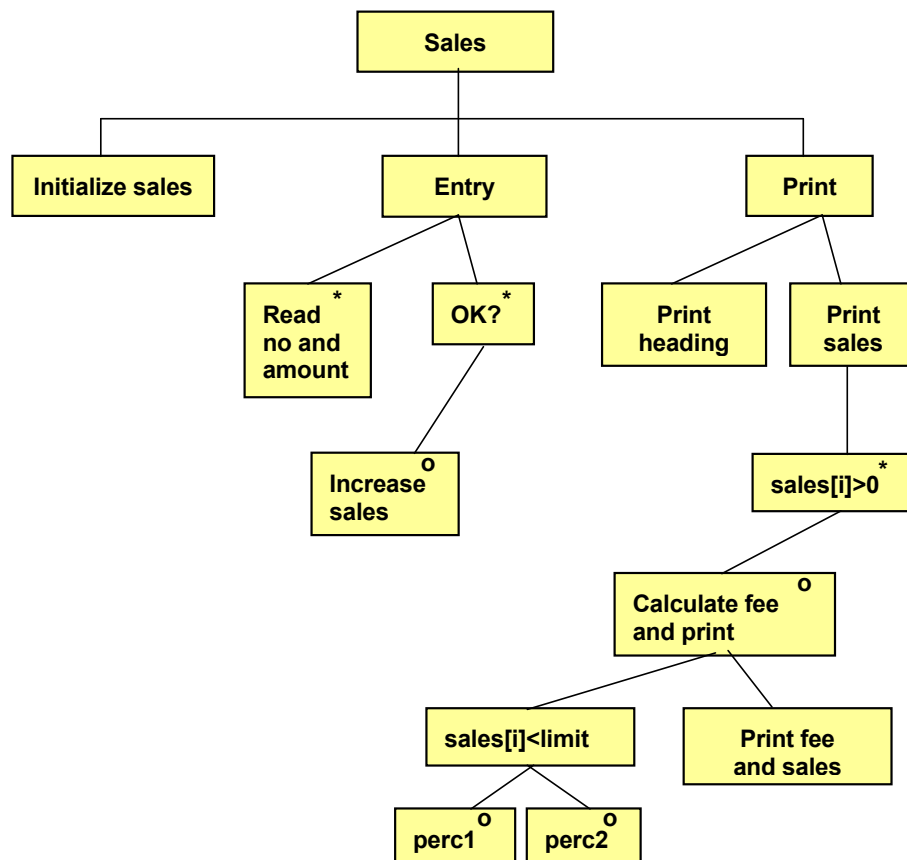 Sales
Initialize sales
Entry
Print
Read *
no and
amount
OK? *
Print
heading
Print
sales
Increase o
sales
sales[i]>0 *
Calculate fee o
and print
sales[i]<limit
Print fee
and sales
perc1 o
perc2 o